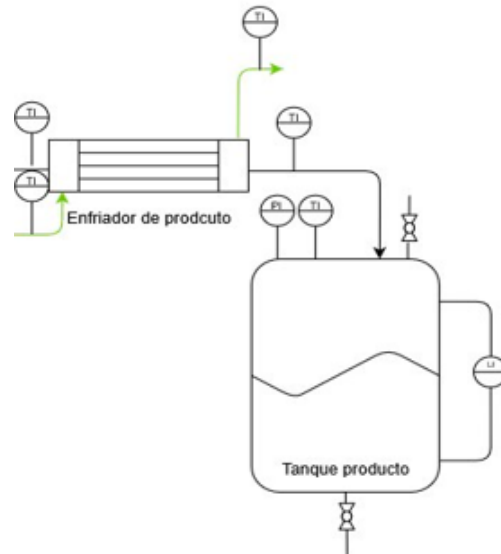 TI
TI
TI
TI
Enfriador de prodcuto
PI
TI
LI
Tanque producto